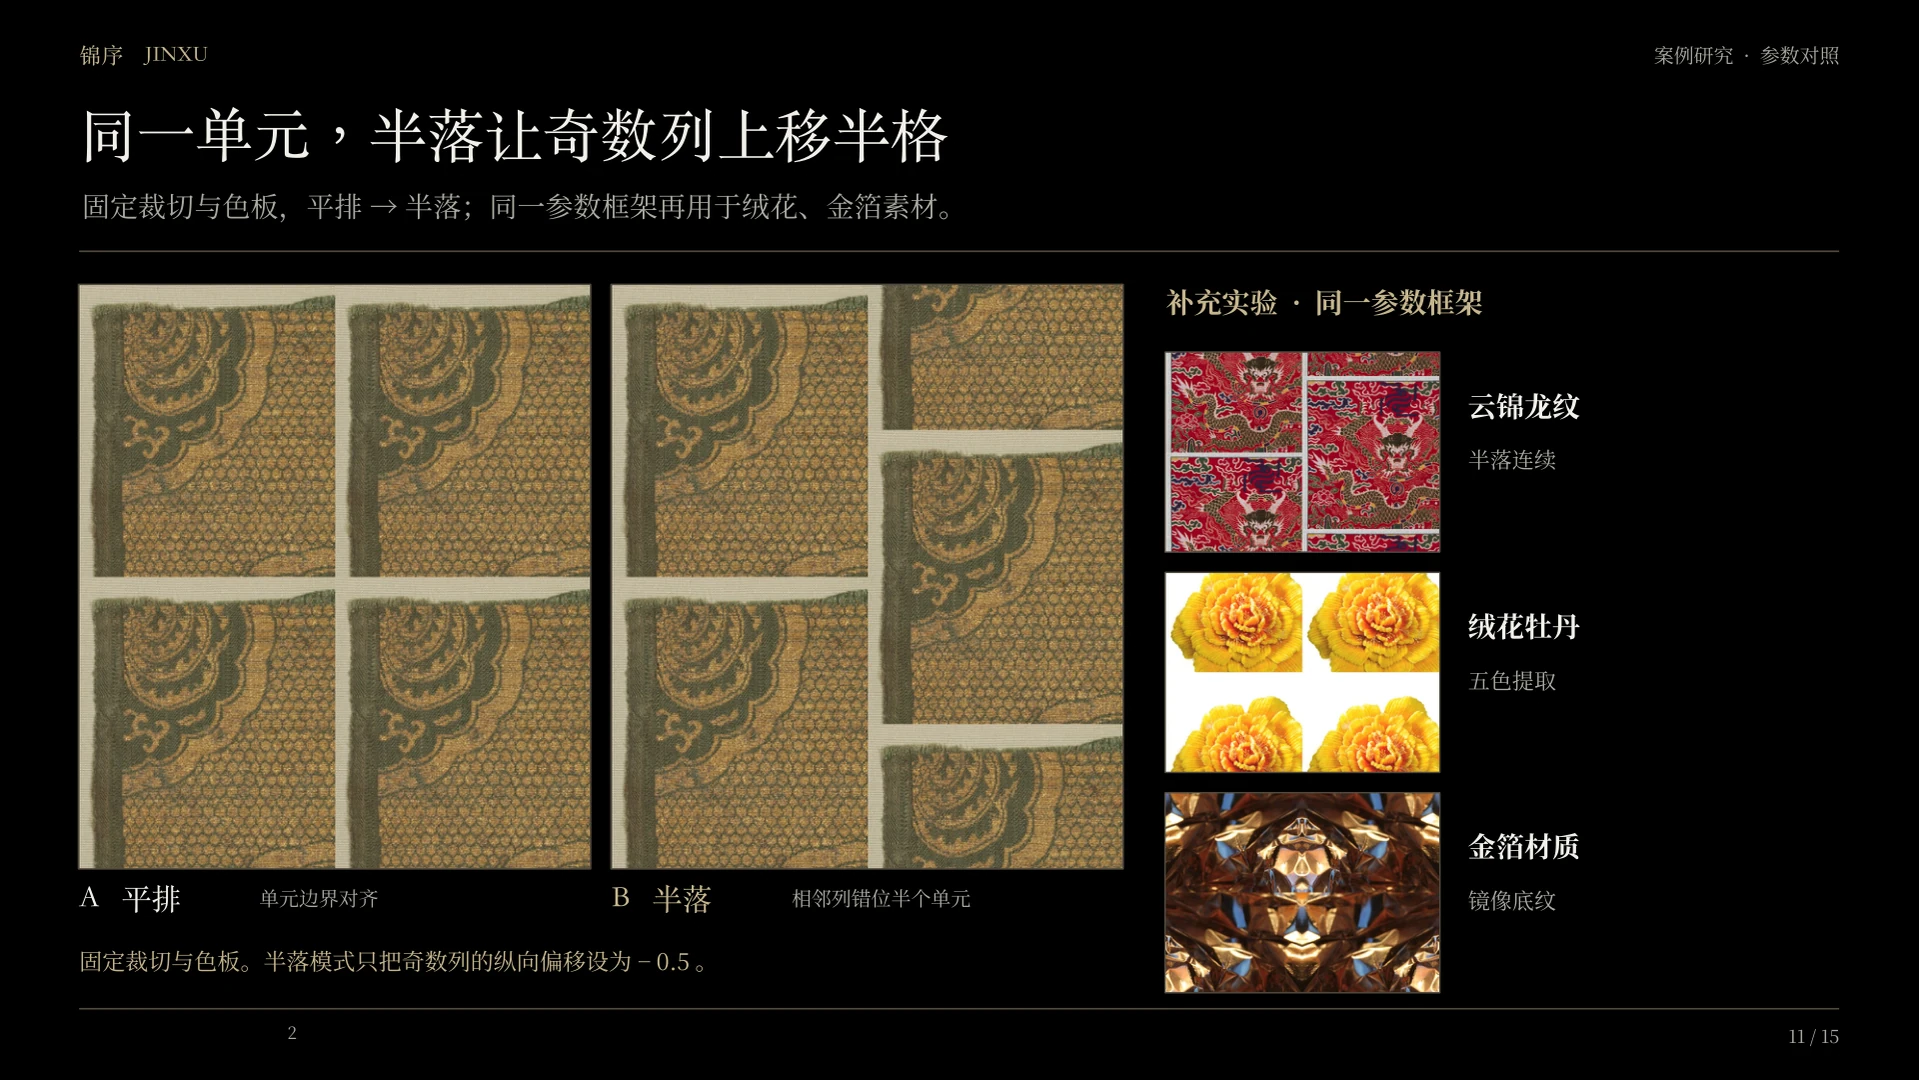 锦序 JINXU
案例研究 · 参数对照
同一单元，半落让奇数列上移半格
固定裁切与色板，平排 → 半落；同一参数框架再用于绒花、金箔素材。
补充实验 · 同一参数框架
云锦龙纹
半落连续
绒花牡丹
五色提取
金箔材质
镜像底纹
A 平排 单元边界对齐
B 半落 相邻列错位半个单元
固定裁切与色板。半落模式只把奇数列的纵向偏移设为 − 0.5 。
2
11 / 15